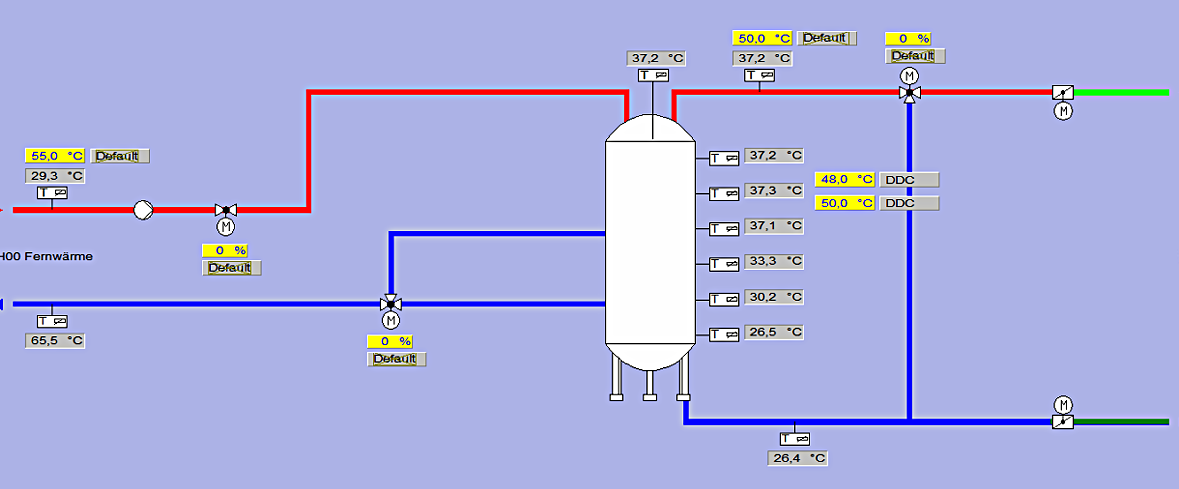 50,0 °C Default
0 %
37,2 °C
37,2 °C
Default
T
T
M
M
55,0 °C Default
29,3 °C
T
T 37,2 °C
T 37,3 °C
48,0 °C DDC
50,0 °C DDC
M
T 37,1 °C
0 %
Default
H00 Fernwärme
T 33,3 °C
T 30,2 °C
T
M
65,5 °C
0 %
Default
T 26,5 °C
M
T
26,4 °C